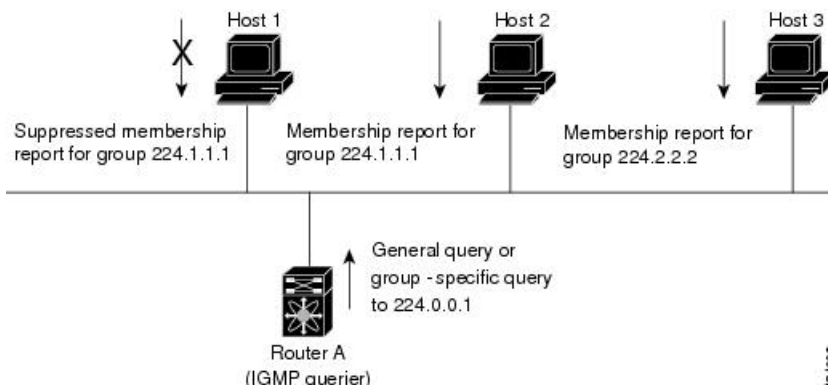 Host 1
Host 2
Host 3
X
Suppressed membership
report for group 224.1.1.1
Membership report for
group 224.1.1.1
Membership report for
group 224.2.2.2
General query or
group - specific query
to 224.0.0.1
Router A
(IGMP querier)